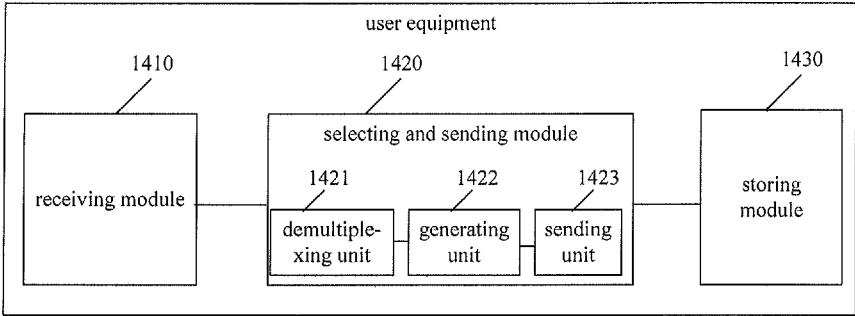 user equipment
1410
1420
1430
receiving module
selecting and sending module
1421
1422
1423
demultiple-
xing unit
generating
unit
sending
unit
storing
module